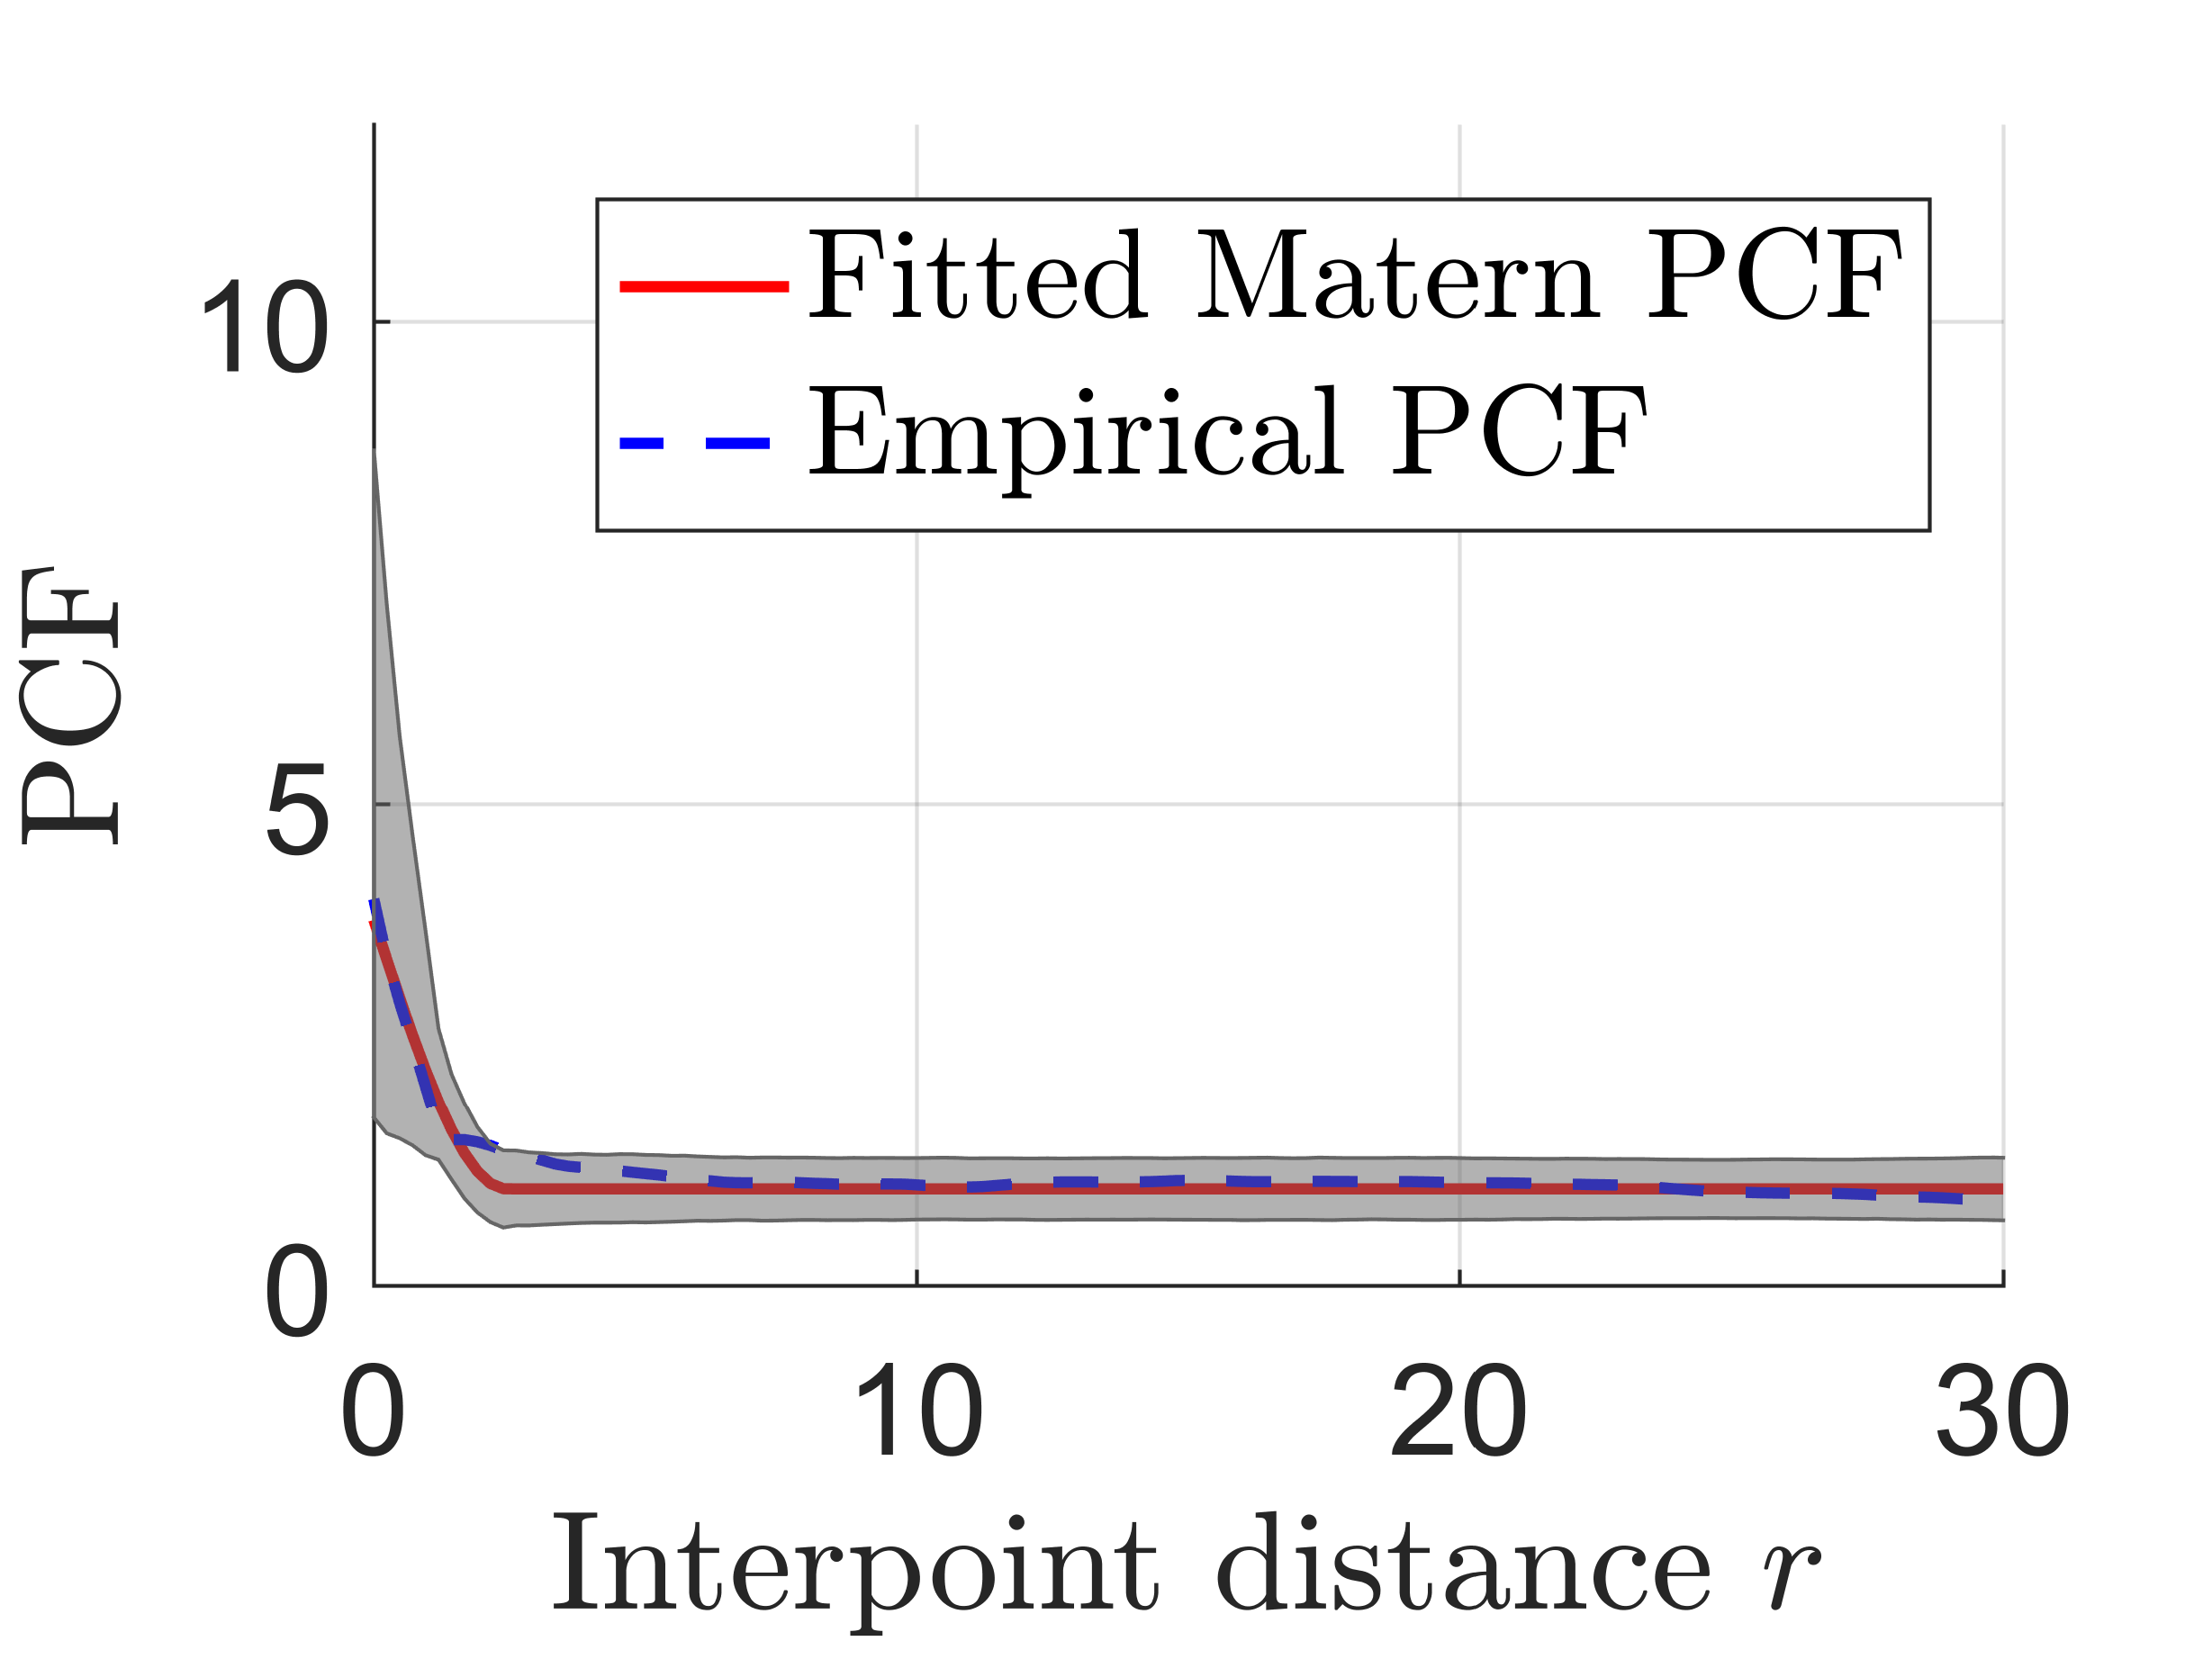 Fitted Matern PCF
Empirical PCF
PCF
10
5
0
0 10 20 30
Interpoint distance r